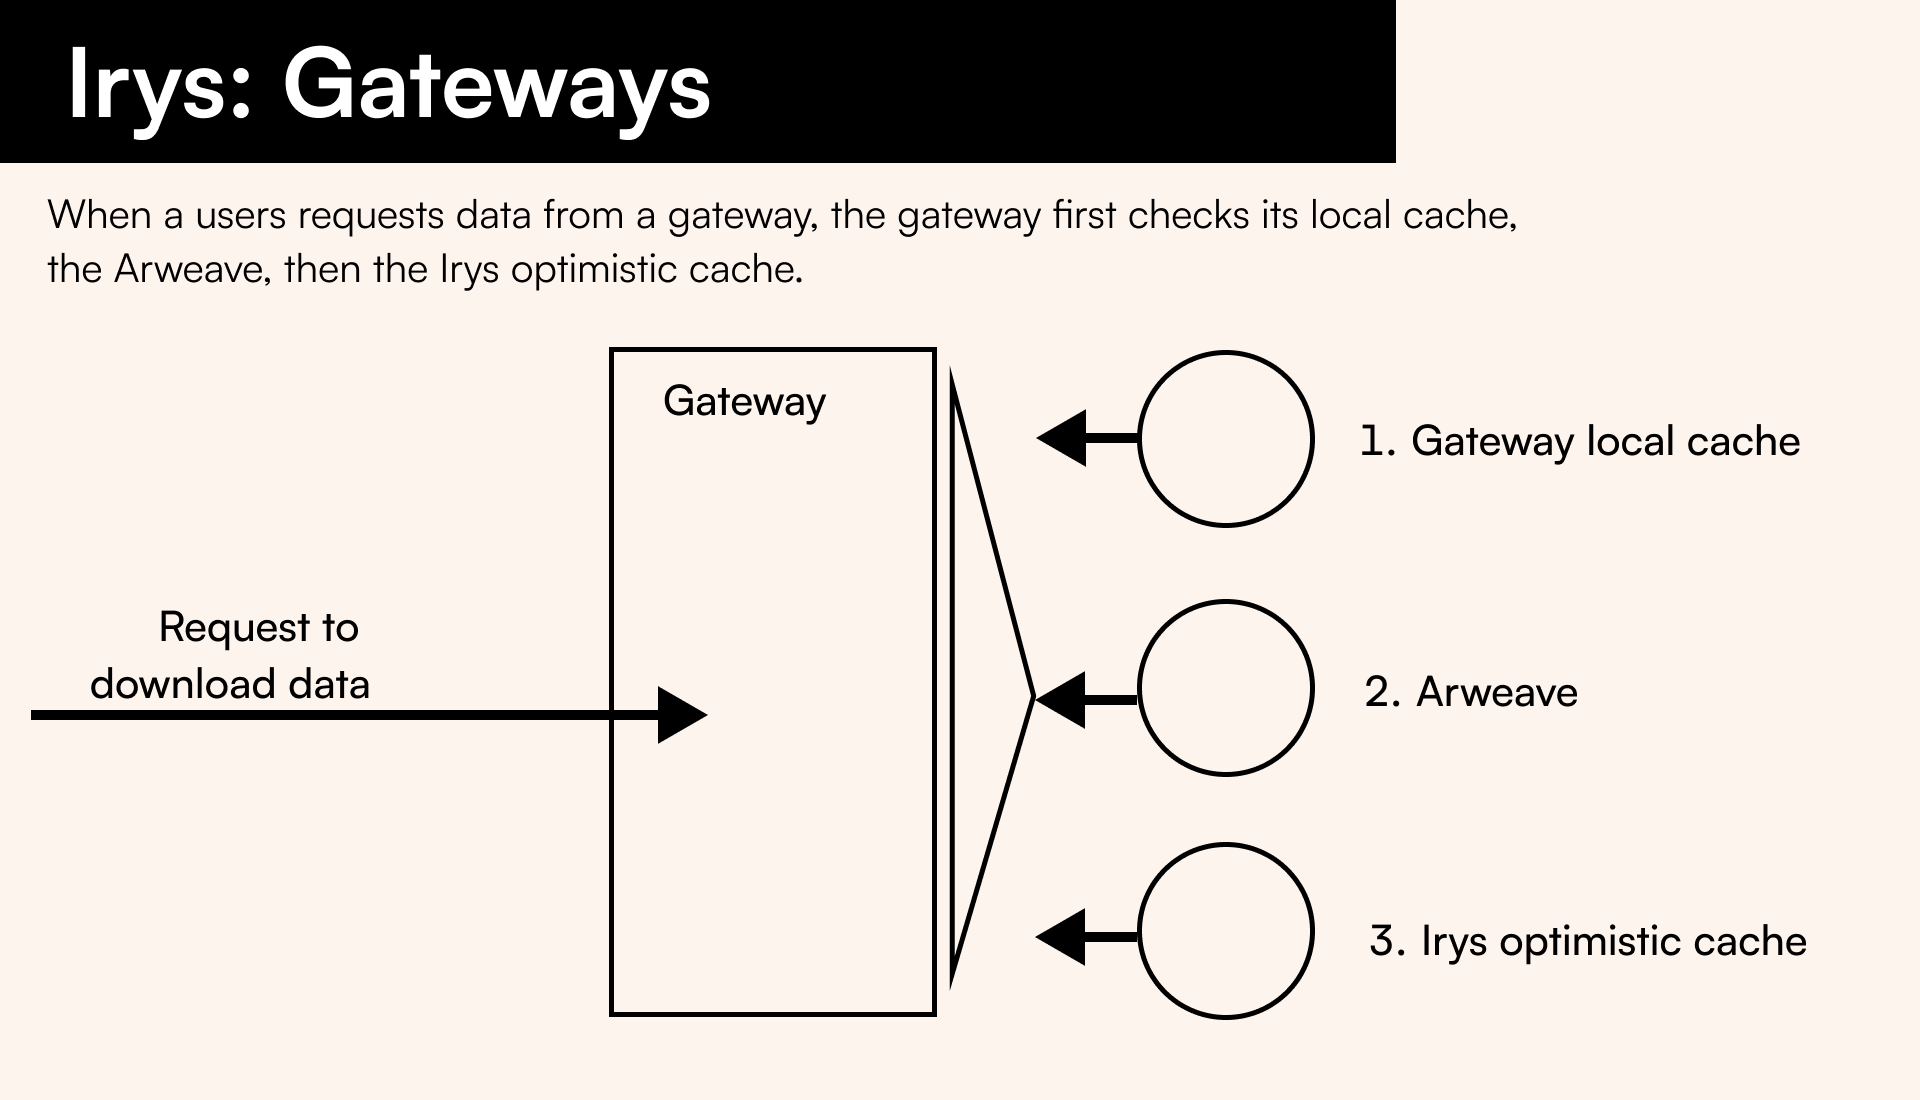 Irys: Gateways
When a users requests data from a gateway, the gateway first checks its local cache,
the Arweave, then the Irys optimistic cache.
Gateway
Request to
download data
1. Gateway local cache
2. Arweave
3. Irys optimistic cache